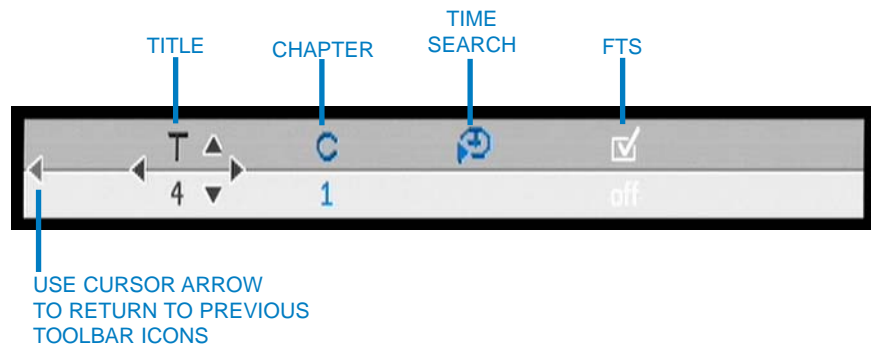 TITLE
CHAPTER
TIME
SEARCH
FTS
T C
4 1 off
USE CURSOR ARROW
TO RETURN TO PREVIOUS
TOOLBAR ICONS